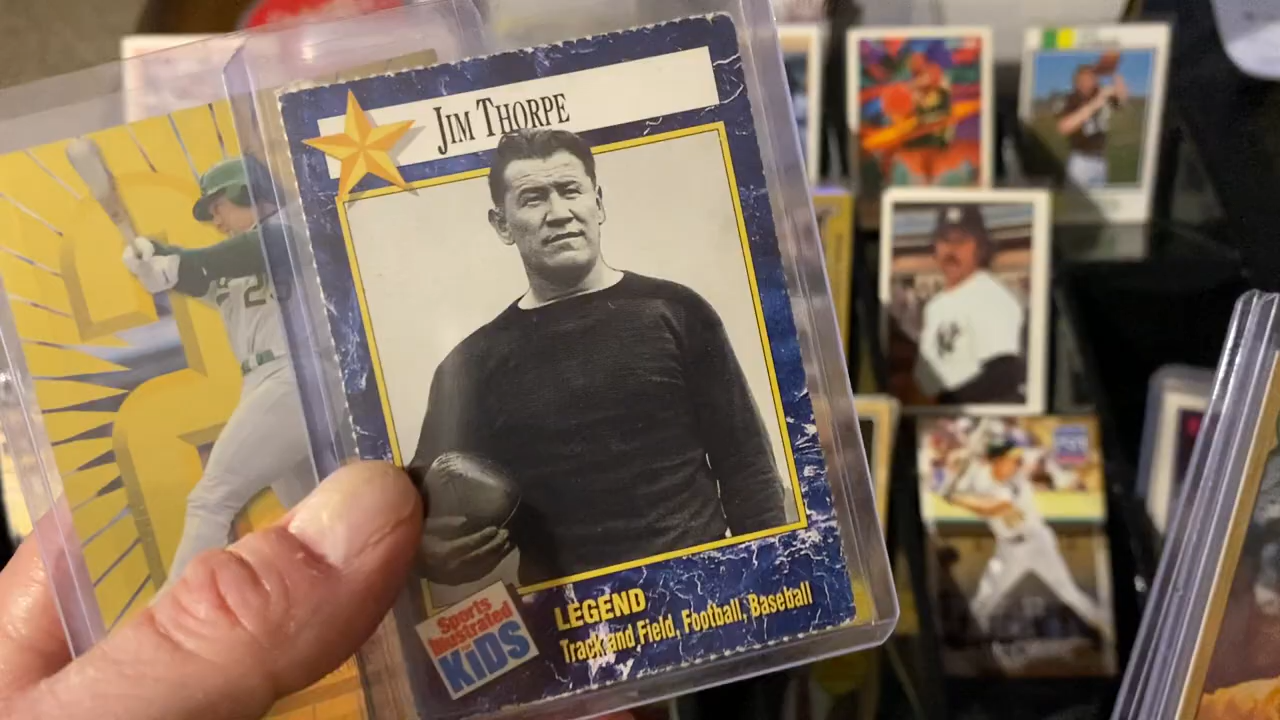 JIM THORPE
Sports
Illustrated
FOR
KIDS
LEGEND
Track and Field, Football, Baseball